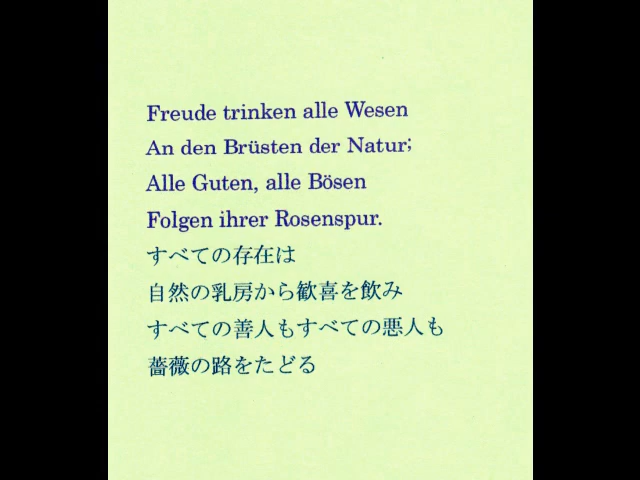 Freude trinken alle Wesen
An den Brüsten der Natur;
Alle Guten, alle Bösen
Folgen ihrer Rosenspur.
すべての存在は
自然の乳房から歓喜を飲み
すべての善人もすべての悪人も
薔薇の路をたどる